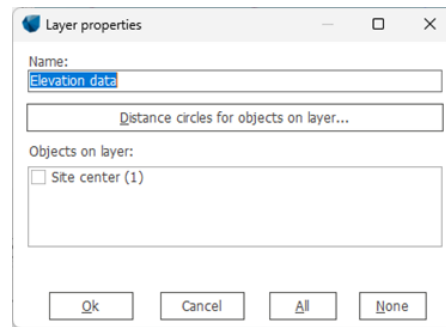 Layer properties
Name:
Elevation data
Distance circles for objects on layer...
Objects on layer:
Site center (1)
Ok Cancel All None